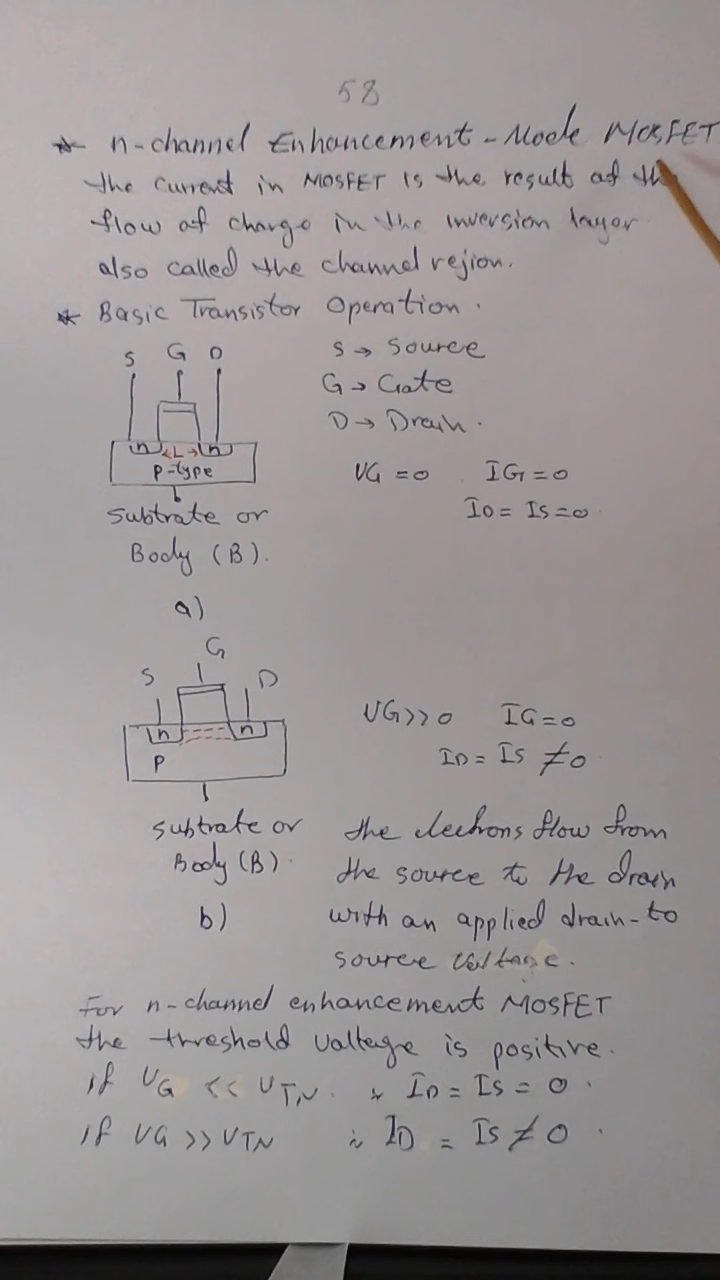 58
* n-channel Enhancement-Mode MOSFET
the current in MOSFET is the result of the
flow of charge in the inversion layer
also called the channel rejion.
* Basic Transistor Operation.
S G D
S → Source
G → Gate
D → Drain.
n ←L→ n
P-type
VG = 0 IG = 0
ID = IS = 0
Subtrate or
Body (B).
a)
G
S D
n n
P
VG >> 0 IG = 0
ID = IS ≠ 0
subtrate or
Body (B).
b)
the electrons flow from
the source to the drain
with an applied drain-to
source voltage.
For n-channel enhancement MOSFET
the threshold voltage is positive.
if VG << VTN ID = IS = 0.
if VG >> VTN ID = IS ≠ 0.